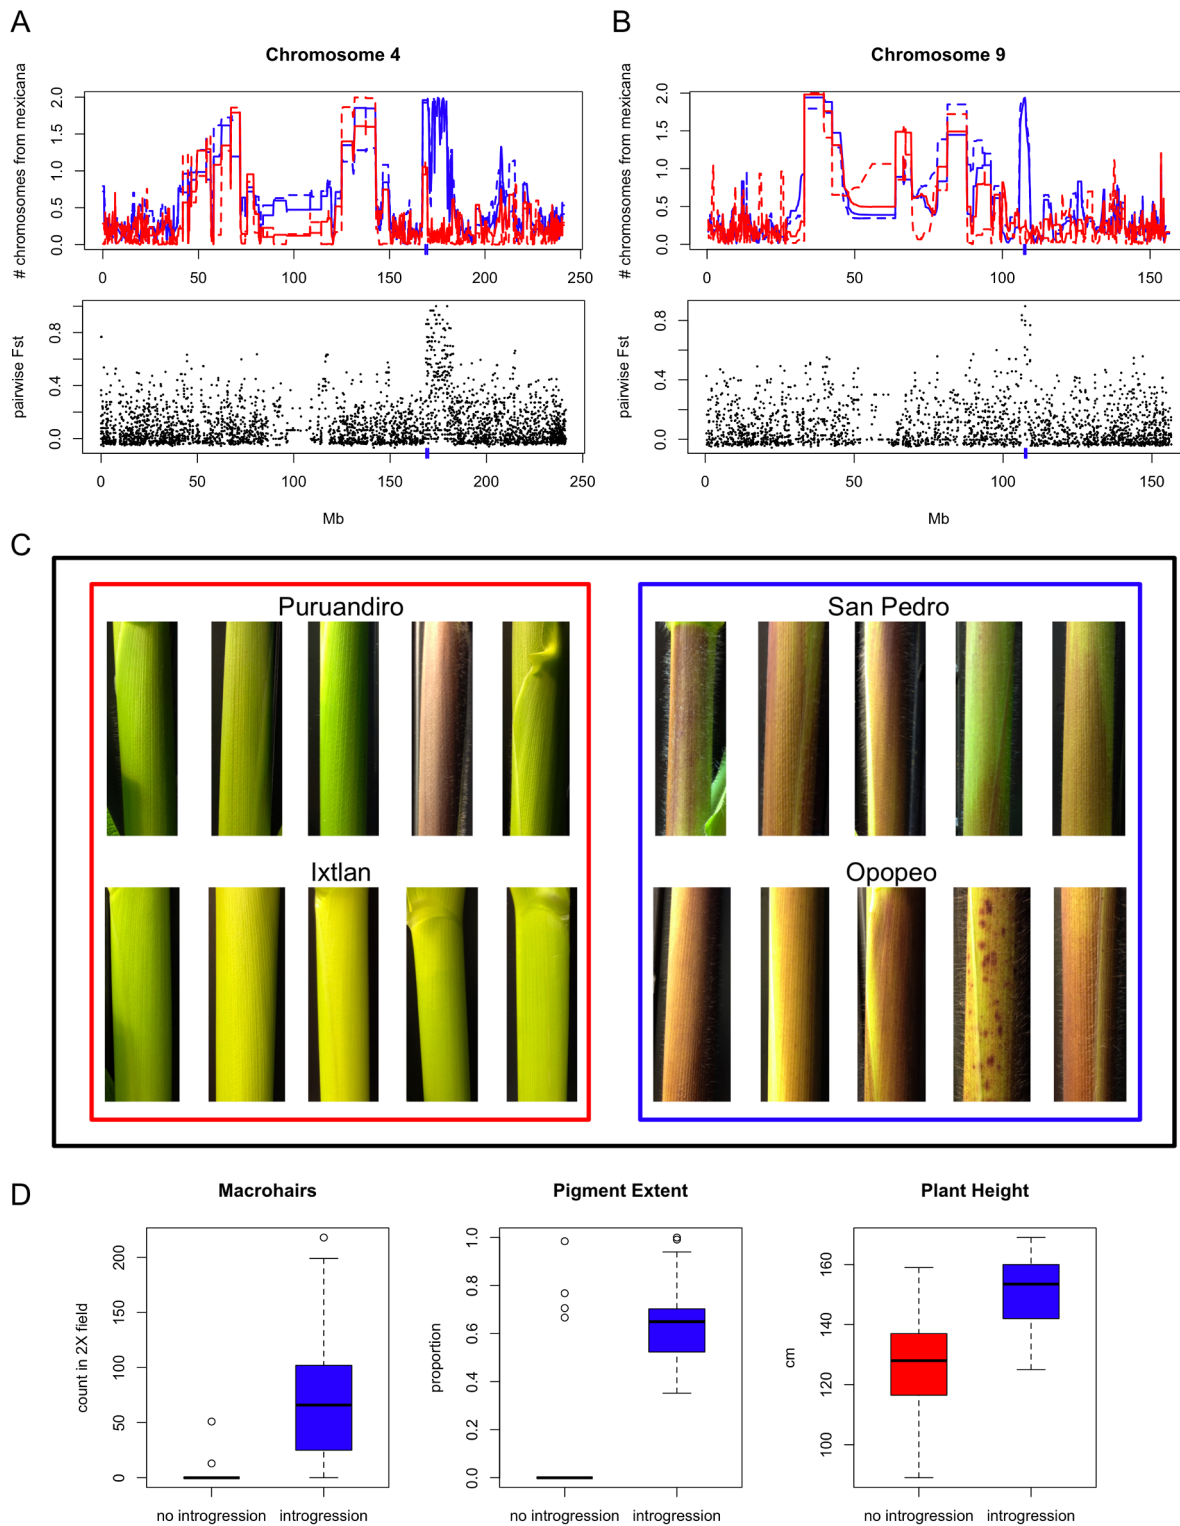 A
B
Chromosome 4
Chromosome 9
# chromosomes from mexicana
2.0
1.5
1.0
0.5
0.0
0
50
100
150
200
250
# chromosomes from mexicana
2.0
1.5
1.0
0.5
0.0
0
50
100
150
pairwise Fst
0.8
0.4
0.0
0
50
100
150
200
250
Mb
pairwise Fst
0.8
0.4
0.0
0
50
100
150
Mb
C
Puruandiro
San Pedro
Ixtlan
Opopeo
D
Macrohairs
Pigment Extent
Plant Height
count in 2X field
200
150
100
50
0
no introgression
introgression
proportion
1.0
0.8
0.6
0.4
0.2
0.0
no introgression
introgression
cm
160
140
120
100
no introgression
introgression